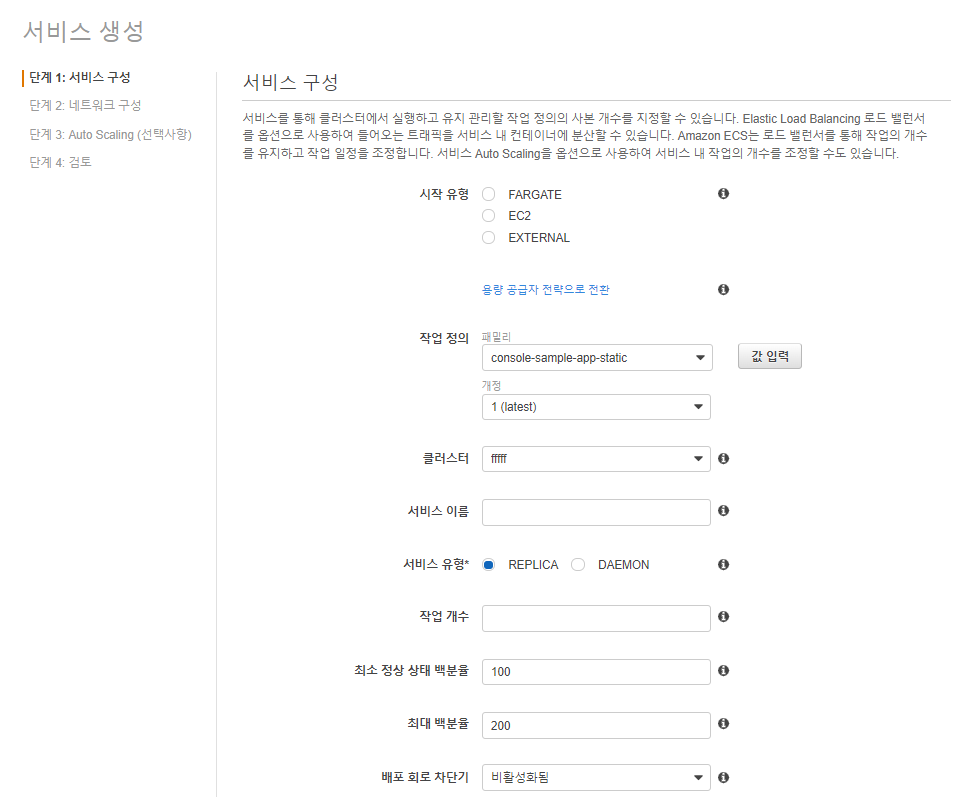 서비스 생성
단계 1: 서비스 구성
단계 2: 네트워크 구성
단계 3: Auto Scaling (선택사항)
단계 4: 검토
서비스 구성
서비스를 통해 클러스터에서 실행하고 유지 관리할 작업 정의의 사본 개수를 지정할 수 있습니다. Elastic Load Balancing 로드 밸런서
를 옵션으로 사용하여 들어오는 트래픽을 서비스 내 컨테이너에 분산할 수 있습니다. Amazon ECS는 로드 밸런서를 통해 작업의 개수
를 유지하고 작업 일정을 조정합니다. 서비스 Auto Scaling을 옵션으로 사용하여 서비스 내 작업의 개수를 조정할 수도 있습니다.
시작 유형 FARGATE
EC2
EXTERNAL
용량 공급자 전략으로 전환
작업 정의 패밀리
console-sample-app-static 값 입력
개정
1 (latest)
클러스터 fffff
서비스 이름
서비스 유형* REPLICA DAEMON
작업 개수
최소 정상 상태 백분율 100
최대 백분율 200
배포 회로 차단기 비활성화됨